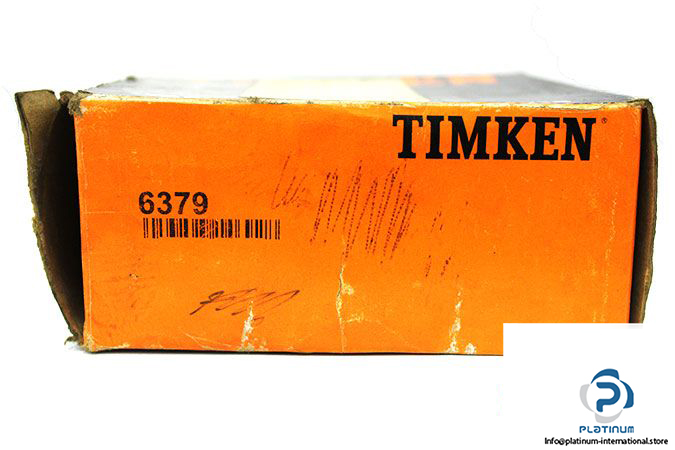 TIMKEN®
6379
PLATINUM
Info@platinum-international.store